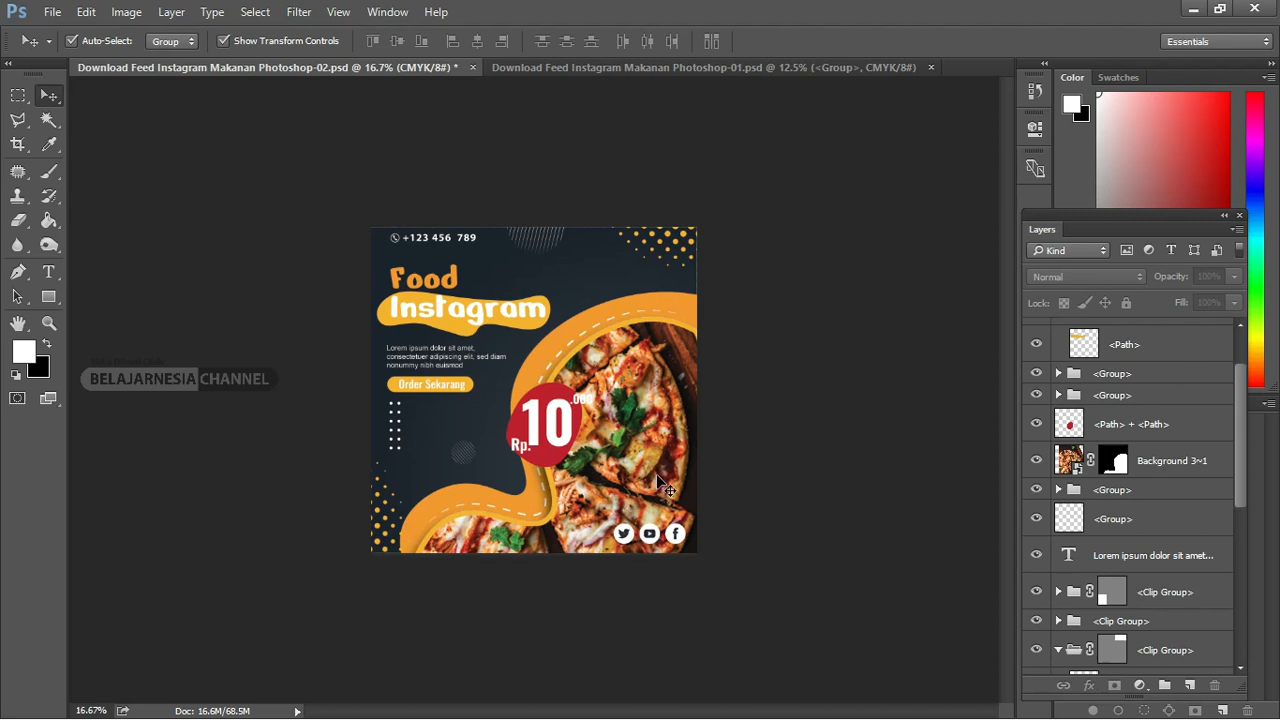 Ps File Edit Image Layer Type Select Filter View Window Help
Auto-Select: Group Show Transform Controls Essentials
Download Feed Instagram Makanan Photoshop-02.psd @ 16.7% (CMYK/8#) * × Download Feed Instagram Makanan Photoshop-01.psd @ 12.5% (<Group>, CMYK/8#) ×
Color Swatches
Layers
Kind
Normal Opacity: 100%
Lock: Fill: 100%
<Path>
<Group>
<Group>
<Path> + <Path>
Background 3~1
<Group>
<Group>
T Lorem ipsum dolor sit amet...
<Clip Group>
<Clip Group>
<Clip Group>
+123 456 789
Food
Instagram
Lorem ipsum dolor sit amet,
consectetuer adipiscing elit, sed diam
nonummy nibh euismod
Order Sekarang
Rp. 10 .000
BELAJARNESIA CHANNEL
16.67% Doc: 16.6M/68.5M